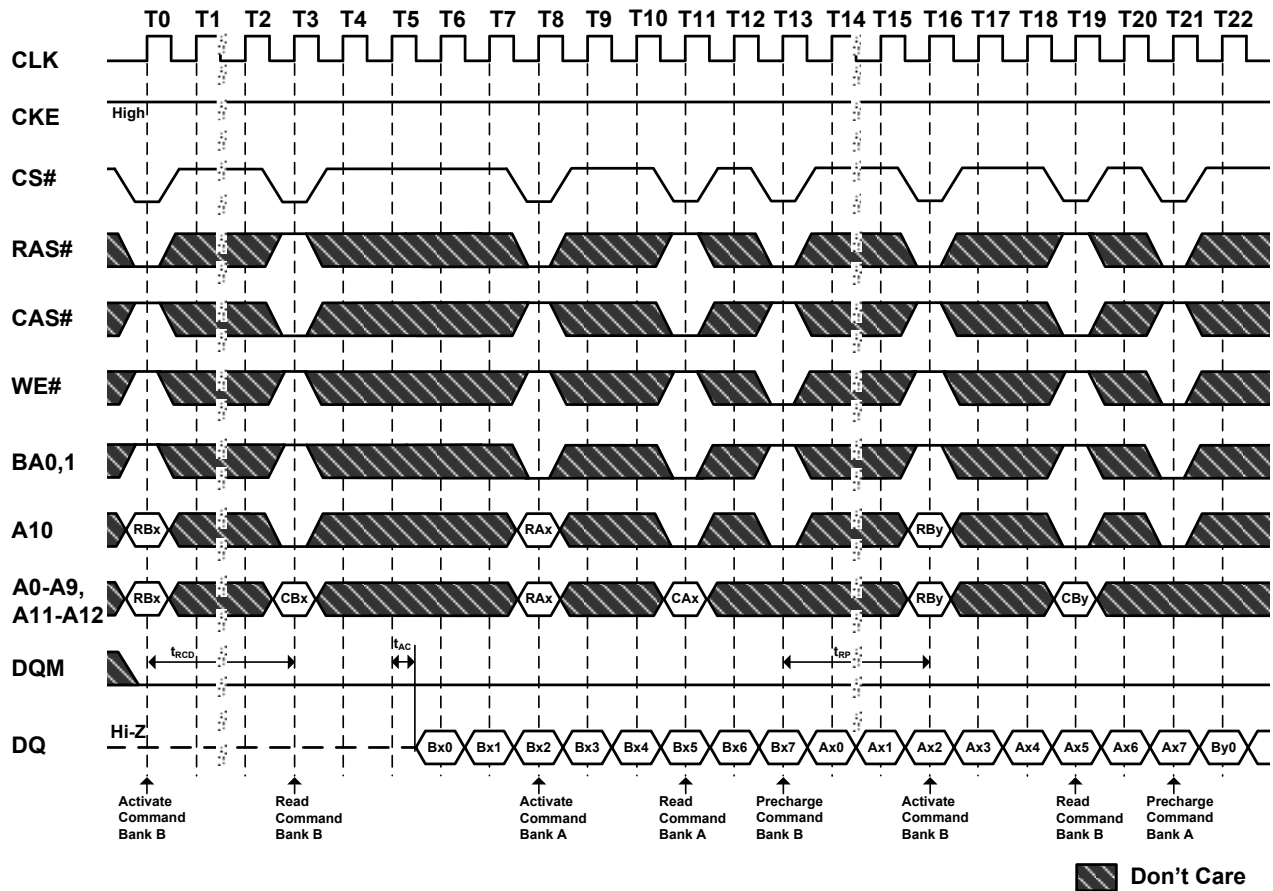 T0 T1 T2 T3 T4 T5 T6 T7 T8 T9 T10 T11 T12 T13 T14 T15 T16 T17 T18 T19 T20 T21 T22
CLK
CKE High
CS#
RAS#
CAS#
WE#
BA0,1
A10 RBx RAx RBy
A0-A9,
A11-A12 RBx CBx RAx CAx RBy CBy
tRCD tAC tRP
DQM
Hi-Z
DQ Bx0 Bx1 Bx2 Bx3 Bx4 Bx5 Bx6 Bx7 Ax0 Ax1 Ax2 Ax3 Ax4 Ax5 Ax6 Ax7 By0
Activate
Command
Bank B
Read
Command
Bank B
Activate
Command
Bank A
Read
Command
Bank A
Precharge
Command
Bank B
Activate
Command
Bank B
Read
Command
Bank B
Precharge
Command
Bank A
Don't Care